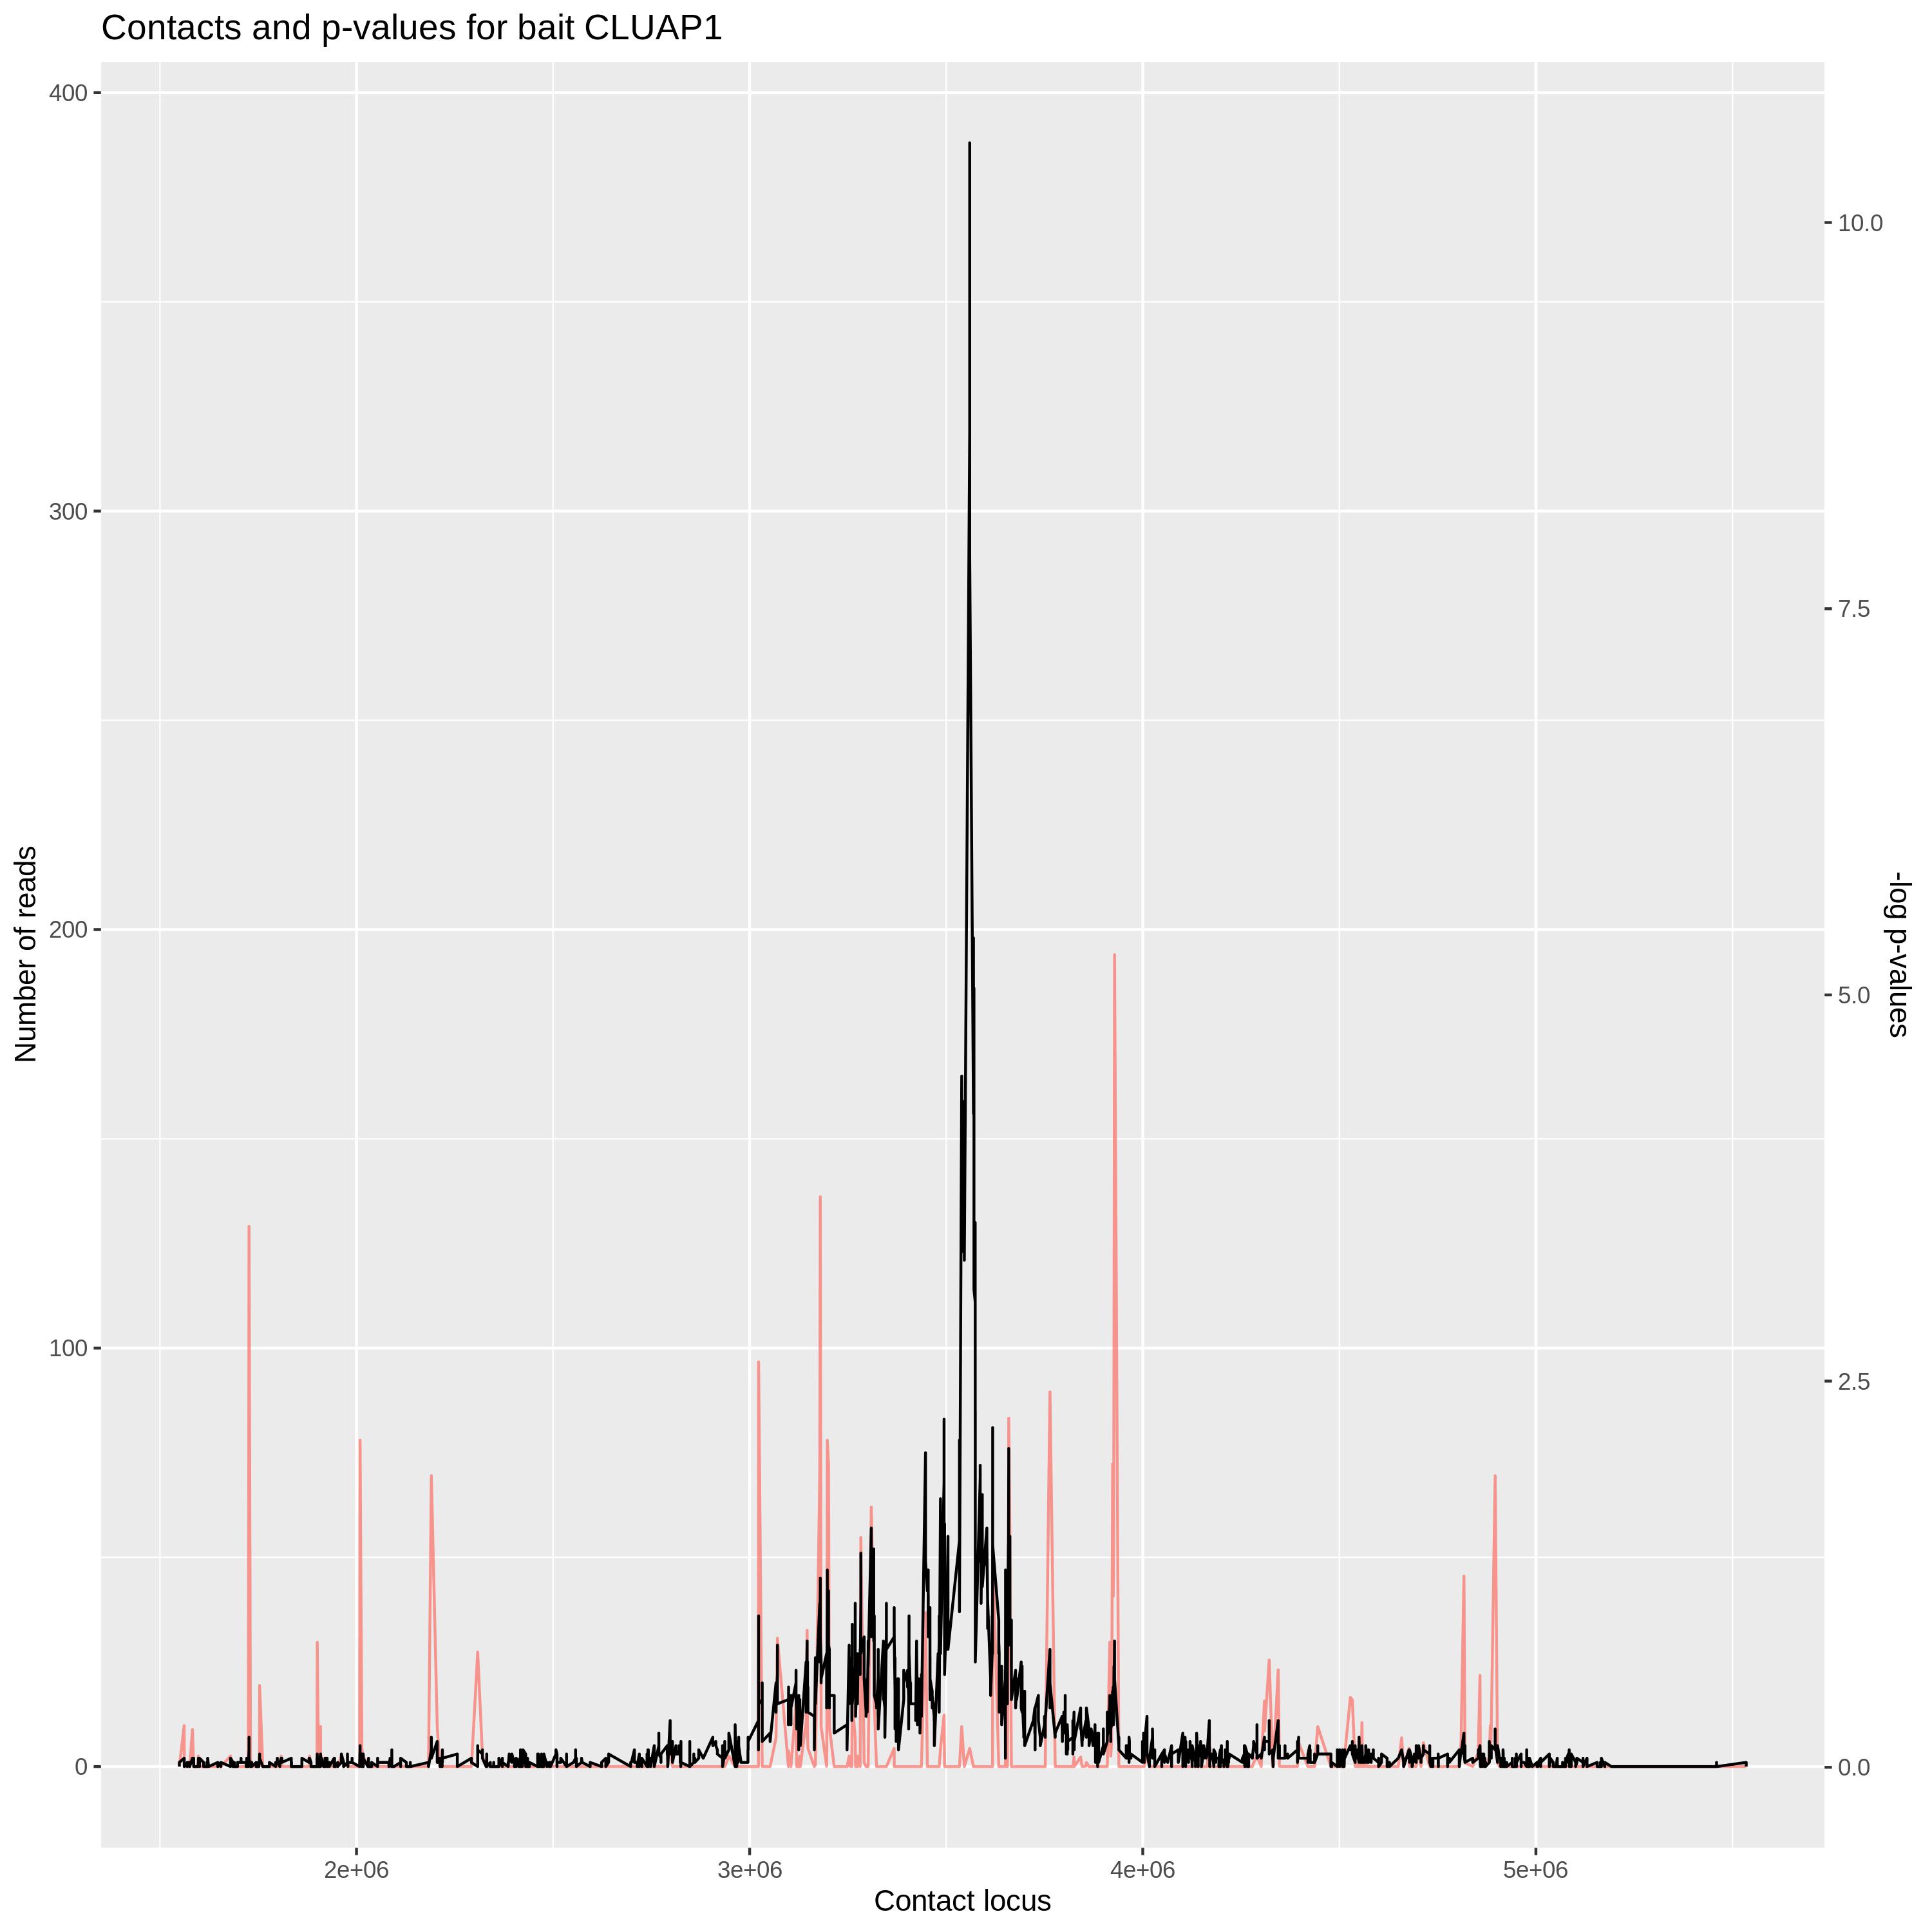 Contacts and p-values for bait CLUAP1
400
300
200
100
0
Number of reads
10.0
7.5
5.0
2.5
0.0
-log p-values
2e+06
3e+06
4e+06
5e+06
Contact locus